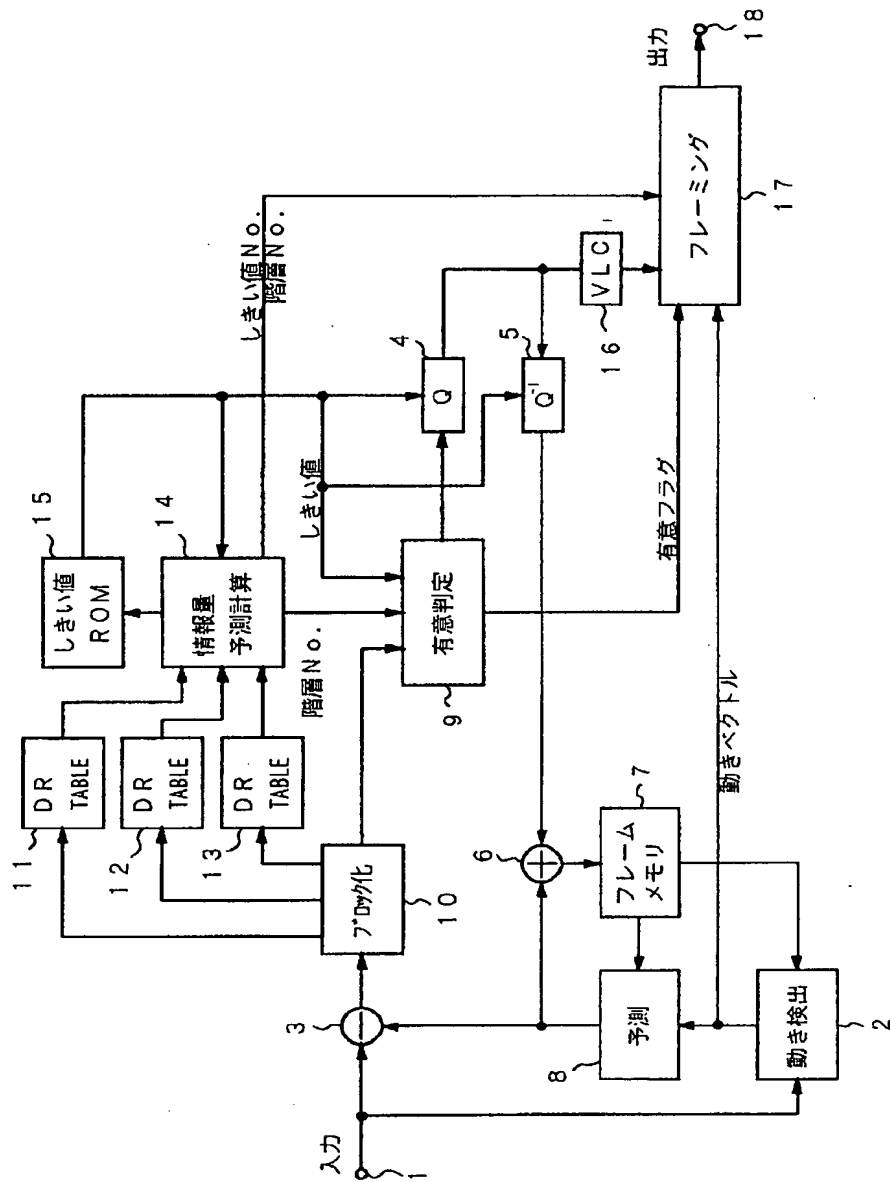 入力
1
3
ブロック化
10
11
DR
TABLE
12
DR
TABLE
13
DR
TABLE
15
しきい値
ROM
14
情報量
予測計算
しきい値No.
階層No.
階層No.
しきい値
有意判定
9
4
Q
5
Q⁻¹
VLC
16
6
フレーム
メモリ
7
予測
8
動き検出
2
動きベクトル
有意フラグ
フレーミング
17
出力
18